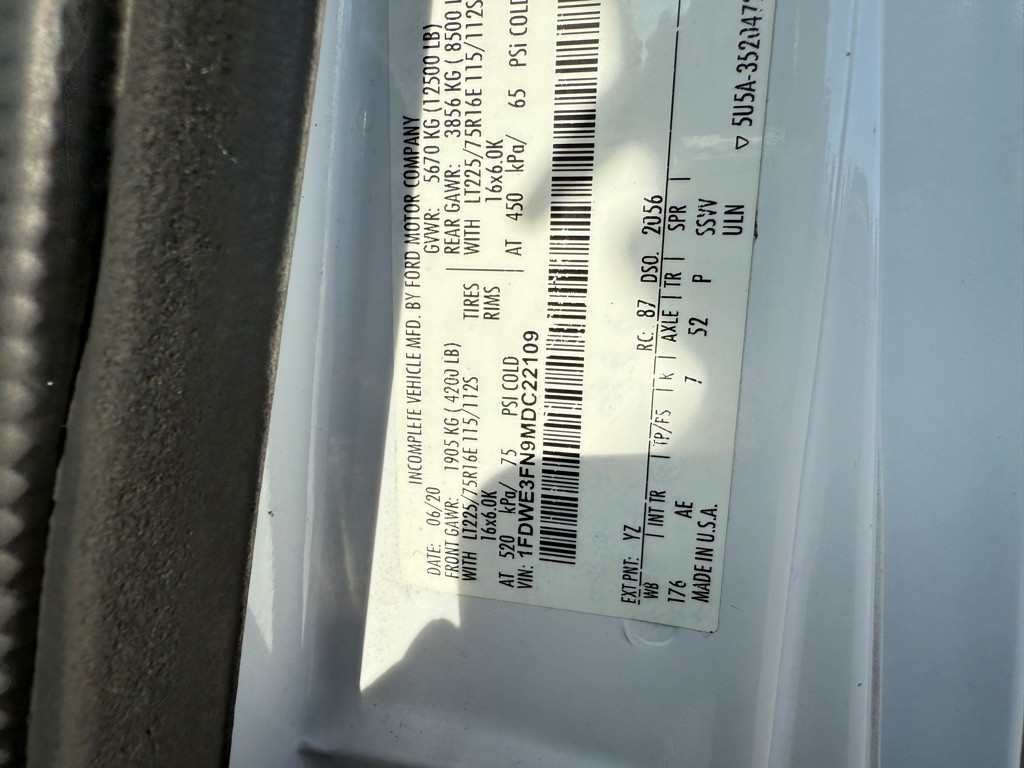 INCOMPLETE VEHICLE MFD. BY FORD MOTOR COMPANY
DATE: 06/20 GVWR: 5670 KG (12500 LB)
FRONT GAWR: 1905 KG ( 4200 LB) REAR GAWR: 3856 KG ( 8500
WITH LT225/75R16E 115/112S TIRES WITH LT225/75R16E 115/112S
16x6.0K RIMS 16x6.0K
AT 520 kPa/ 75 PSI COLD AT 450 kPa/ 65 PSi COLD
VIN: 1FDWE3FN9MDC22109
EXT PNT: YZ RC: 87 DSO. 2056
WB INTR TP/PS R AXLE TR SPR
176 AE 7 52 P SSVV
MADE IN U.S.A. ULN
▽ 5U5A-3520